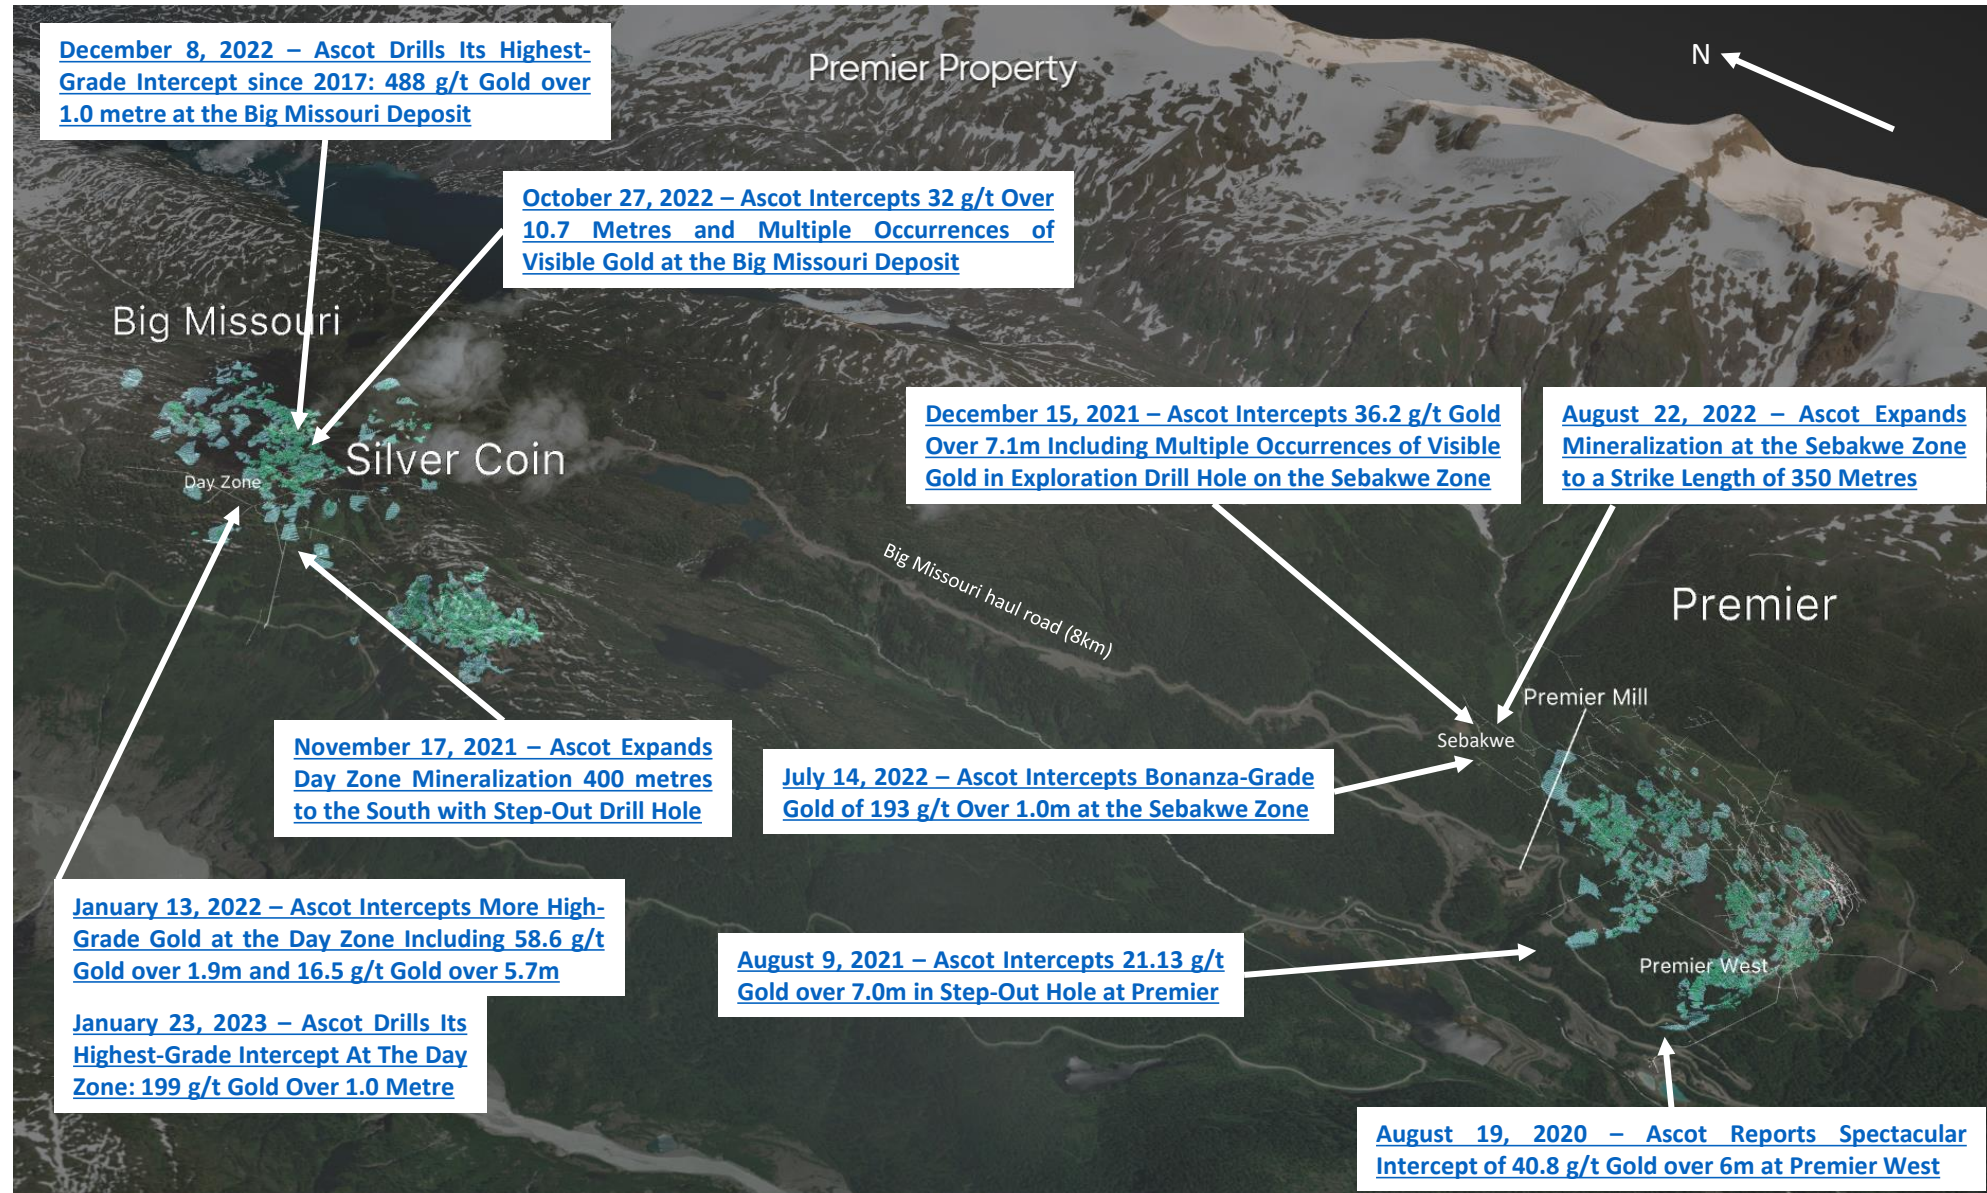 December 8, 2022 – Ascot Drills Its Highest-
Grade Intercept since 2017: 488 g/t Gold over
1.0 metre at the Big Missouri Deposit
Premier Property
N
October 27, 2022 – Ascot Intercepts 32 g/t Over
10.7 Metres and Multiple Occurrences of
Visible Gold at the Big Missouri Deposit
Big Missouri
Silver Coin
Day Zone
December 15, 2021 – Ascot Intercepts 36.2 g/t Gold
Over 7.1m Including Multiple Occurrences of Visible
Gold in Exploration Drill Hole on the Sebakwe Zone
August 22, 2022 – Ascot Expands
Mineralization at the Sebakwe Zone
to a Strike Length of 350 Metres
Big Missouri haul road (8km)
Premier
Premier Mill
Sebakwe
November 17, 2021 – Ascot Expands
Day Zone Mineralization 400 metres
to the South with Step-Out Drill Hole
July 14, 2022 – Ascot Intercepts Bonanza-Grade
Gold of 193 g/t Over 1.0m at the Sebakwe Zone
January 13, 2022 – Ascot Intercepts More High-
Grade Gold at the Day Zone Including 58.6 g/t
Gold over 1.9m and 16.5 g/t Gold over 5.7m
January 23, 2023 – Ascot Drills Its
Highest-Grade Intercept At The Day
Zone: 199 g/t Gold Over 1.0 Metre
August 9, 2021 – Ascot Intercepts 21.13 g/t
Gold over 7.0m in Step-Out Hole at Premier
Premier West
August 19, 2020 – Ascot Reports Spectacular
Intercept of 40.8 g/t Gold over 6m at Premier West